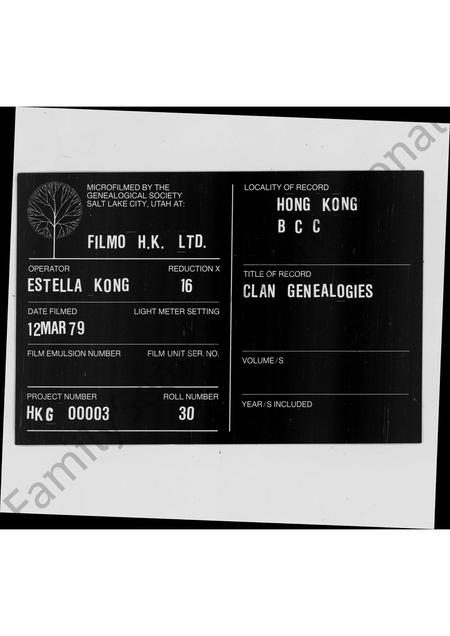 MICROFILMED BY THE
GENEALOGICAL SOCIETY
SALT LAKE CITY, UTAH AT:
FILMO H.K. LTD.
OPERATOR REDUCTION X
ESTELLA KONG 16
DATE FILMED LIGHT METER SETTING
12MAR79
FILM EMULSION NUMBER FILM UNIT SER. NO.
PROJECT NUMBER ROLL NUMBER
HKG 00003 30
LOCALITY OF RECORD
HONG KONG
B C C
TITLE OF RECORD
CLAN GENEALOGIES
VOLUME/S
YEAR/S INCLUDED